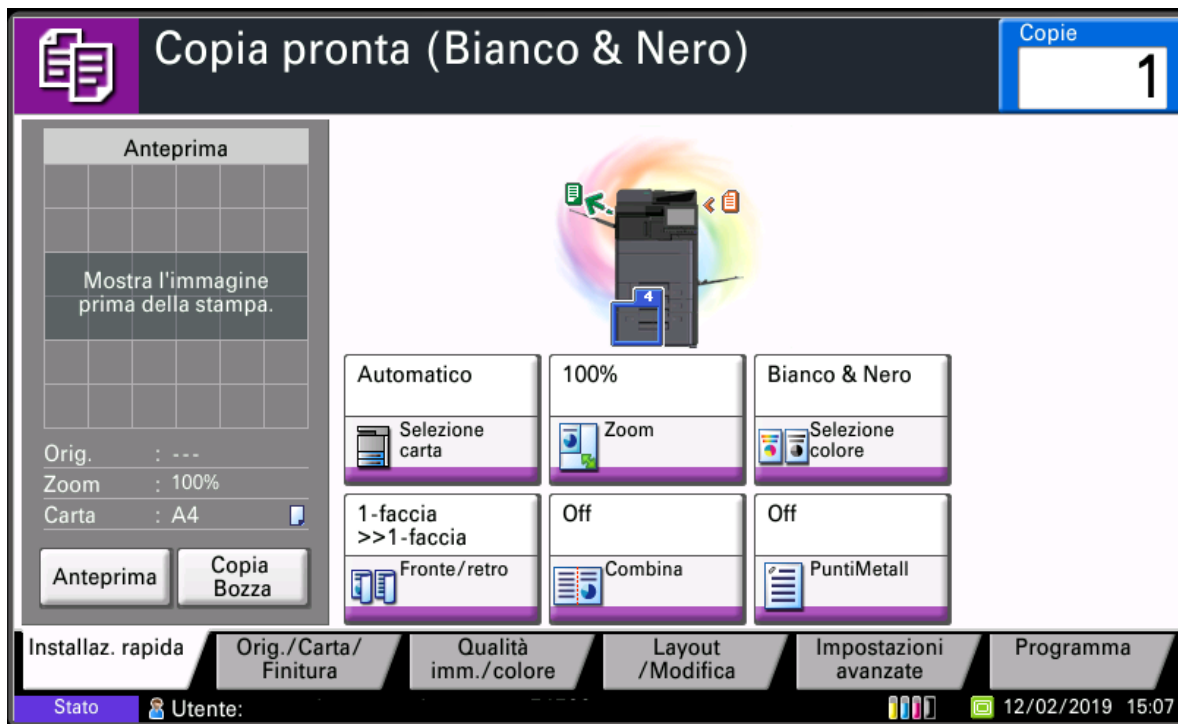 Copia pronta (Bianco & Nero)
Copie
1
Anteprima
Mostra l'immagine
prima della stampa.
Orig. : ---
Zoom : 100%
Carta : A4
Anteprima
Copia
Bozza
4
Automatico
Selezione
carta
100%
Zoom
Bianco & Nero
Selezione
colore
1-faccia
>>1-faccia
Fronte/retro
Off
Combina
Off
PuntiMetall
Installaz. rapida
Orig./Carta/
Finitura
Qualità
imm./colore
Layout
/Modifica
Impostazioni
avanzate
Programma
Stato
Utente:
12/02/2019 15:07